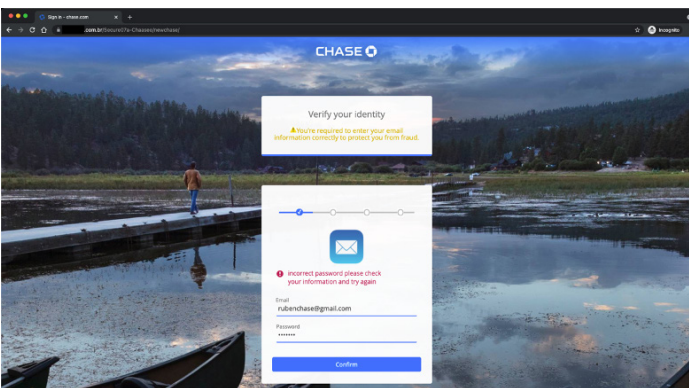 Sign in - chase.com
.com.br/Secure07a-Chasses/newchase/
Incognito
CHASE
Verify your identity
You're required to enter your email
information correctly to protect you from fraud.
incorrect password please check
your information and try again
Email
rubenchase@gmail.com
Password
•••••••
Confirm